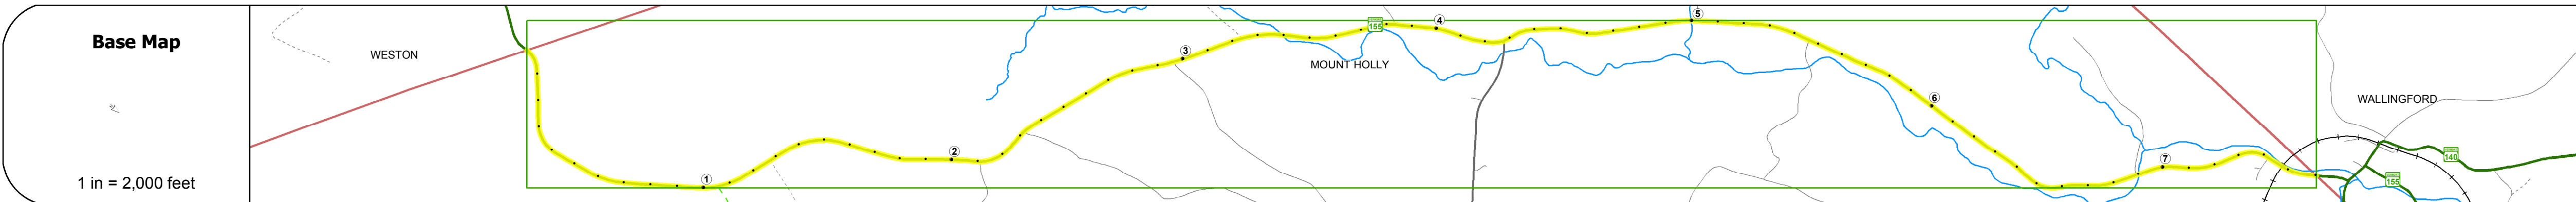 Base Map
1 in = 2,000 feet
WESTON
1
2
3
MOUNT HOLLY
155
4
5
6
7
WALLINGFORD
140
155